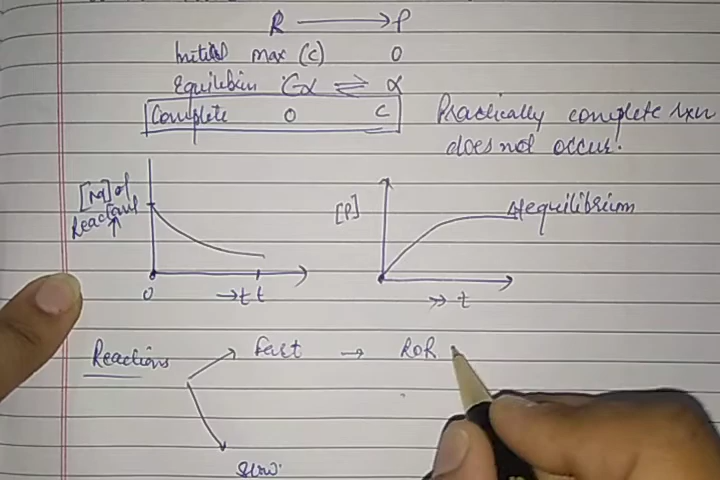 R → P
Initial max (C) 0
Equilibrium C-α ⇌ α
Complete 0 C
Practically complete rxn
does not occur.
[M] of
Reactant
[P]
equilibrium
0 → t t
→ t
Reactions → Fast → ROR
slow.